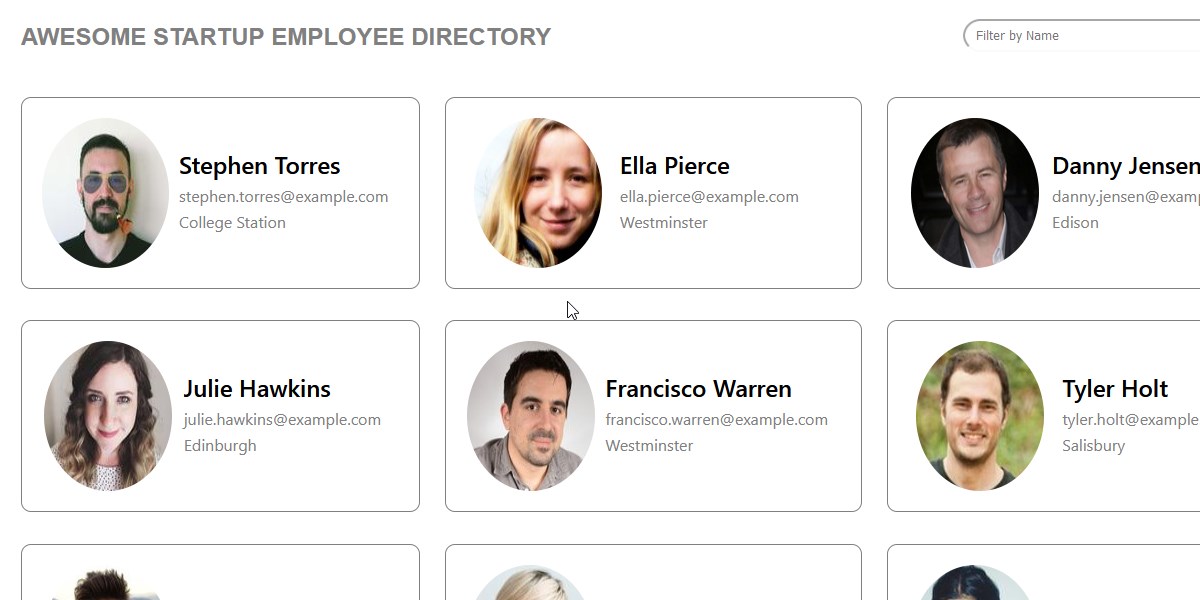 AWESOME STARTUP EMPLOYEE DIRECTORY
Filter by Name
Stephen Torres
stephen.torres@example.com
College Station
Ella Pierce
ella.pierce@example.com
Westminster
Danny Jensen
danny.jensen@examp
Edison
Julie Hawkins
julie.hawkins@example.com
Edinburgh
Francisco Warren
francisco.warren@example.com
Westminster
Tyler Holt
tyler.holt@example
Salisbury